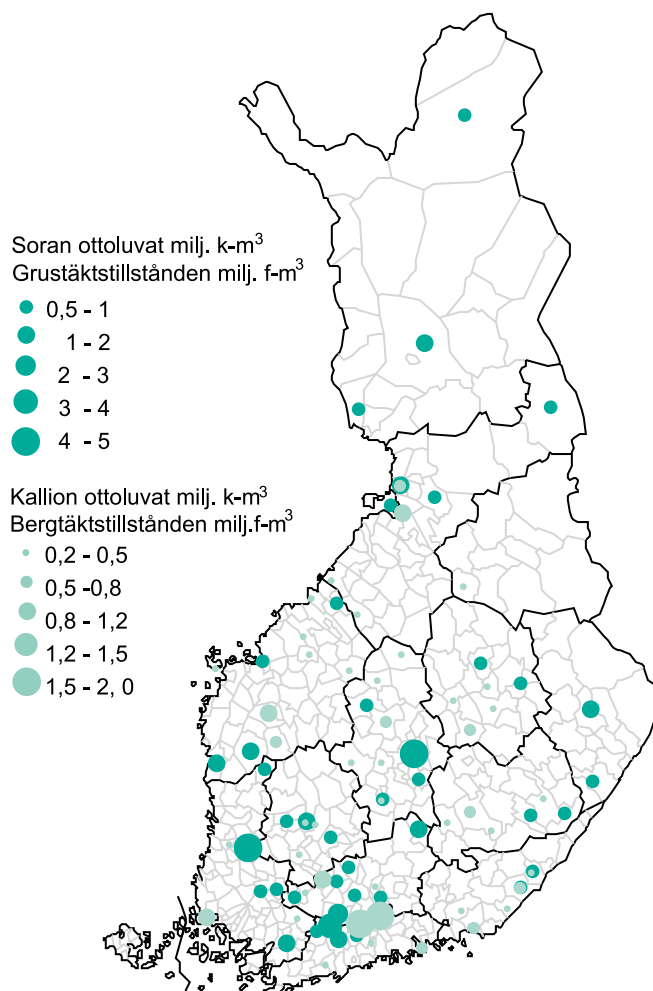 Soran ottoluvat milj. k-m³
Grustäktstillstånden milj. f-m³
0,5 - 1
1 - 2
2 - 3
3 - 4
4 - 5
Kallion ottoluvat milj. k-m³
Bergtäktstillstånden milj.f-m³
0,2 - 0,5
0,5 -0,8
0,8 - 1,2
1,2 - 1,5
1,5 - 2, 0